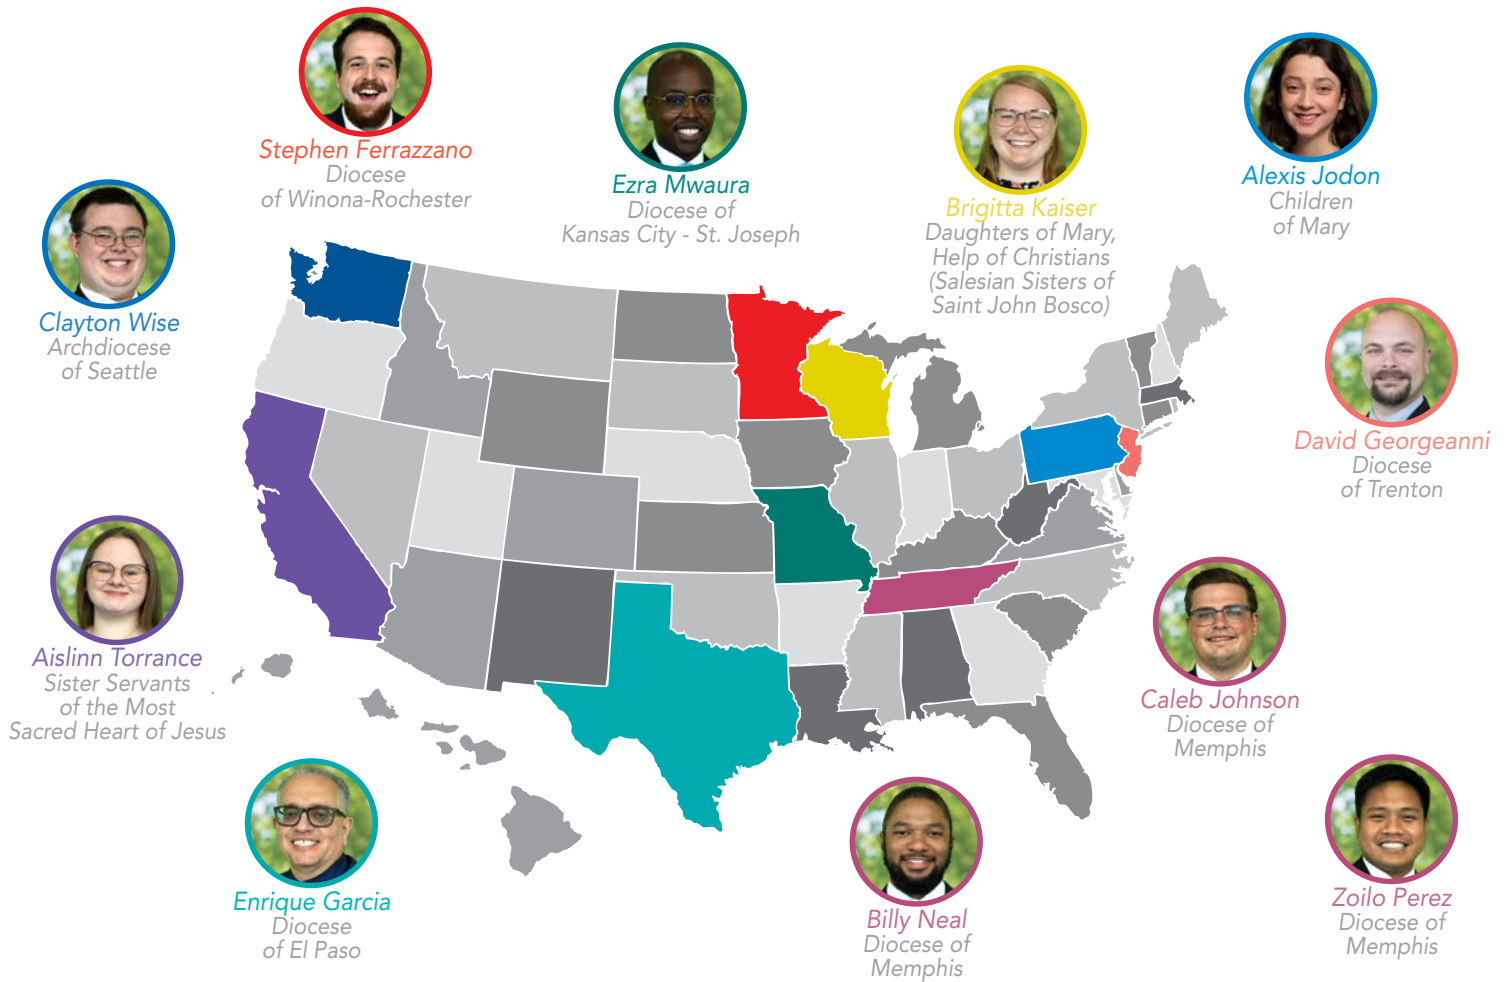 Stephen Ferrazzano
Diocese
of Winona-Rochester
Ezra Mwaura
Diocese of
Kansas City - St. Joseph
Brigitta Kaiser
Daughters of Mary,
Help of Christians
(Salesian Sisters of
Saint John Bosco)
Alexis Jodon
Children
of Mary
Clayton Wise
Archdiocese
of Seattle
David Georgeanni
Diocese
of Trenton
Aislinn Torrance
Sister Servants
of the Most
Sacred Heart of Jesus
Caleb Johnson
Diocese of
Memphis
Enrique Garcia
Diocese
of El Paso
Billy Neal
Diocese of
Memphis
Zoilo Perez
Diocese of
Memphis